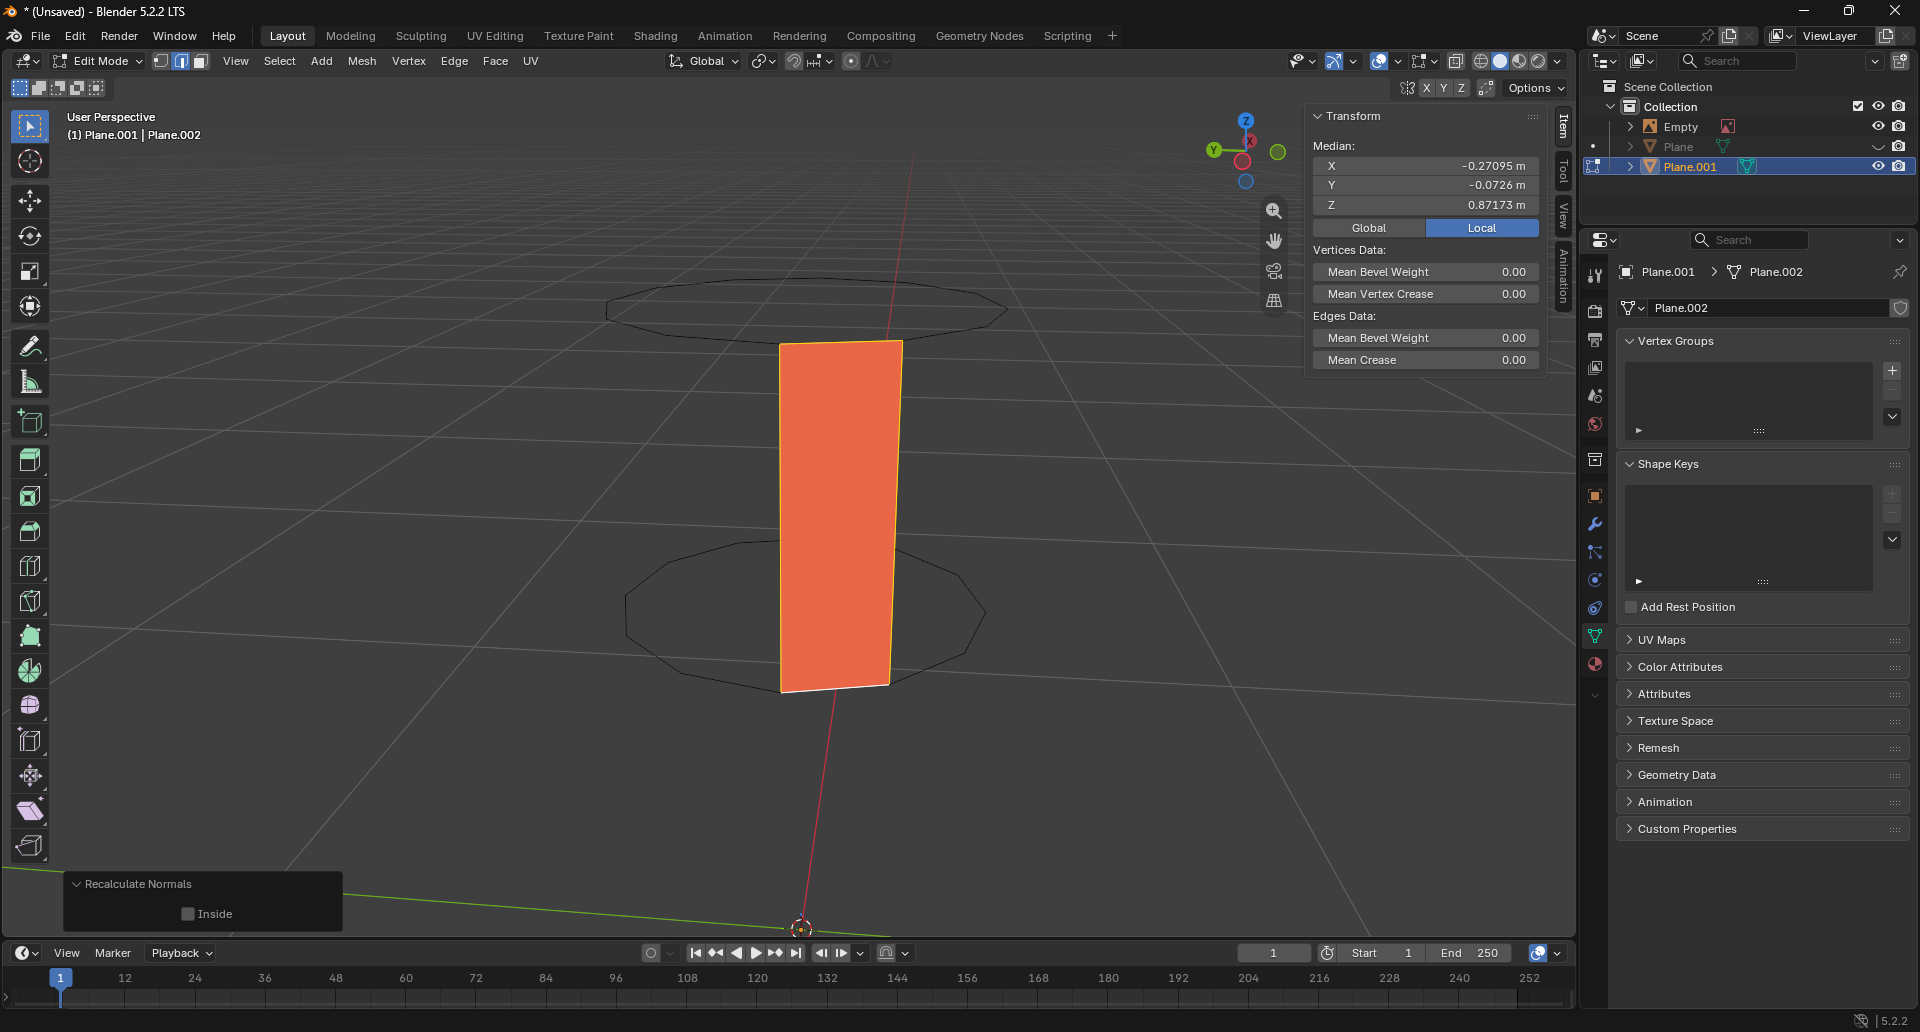 * (Unsaved) - Blender 5.2.2 LTS
File Edit Render Window Help Layout Modeling Sculpting UV Editing Texture Paint Shading Animation Rendering Compositing Geometry Nodes Scripting + Scene ViewLayer
Edit Mode View Select Add Mesh Vertex Edge Face UV Global Search
X Y Z Options
User Perspective
(1) Plane.001 | Plane.002
Z
X
Y
Transform
Median:
X -0.27095 m
Y -0.0726 m
Z 0.87173 m
Global Local
Vertices Data:
Mean Bevel Weight 0.00
Mean Vertex Crease 0.00
Edges Data:
Mean Bevel Weight 0.00
Mean Crease 0.00
Item
Tool
View
Animation
Scene Collection
Collection
Empty
Plane
Plane.001
Search
Plane.001 > Plane.002
Plane.002
Vertex Groups
Shape Keys
Add Rest Position
UV Maps
Color Attributes
Attributes
Texture Space
Remesh
Geometry Data
Animation
Custom Properties
Recalculate Normals
Inside
View Marker Playback 1 Start 1 End 250
1 12 24 36 48 60 72 84 96 108 120 132 144 156 168 180 192 204 216 228 240 252
5.2.2